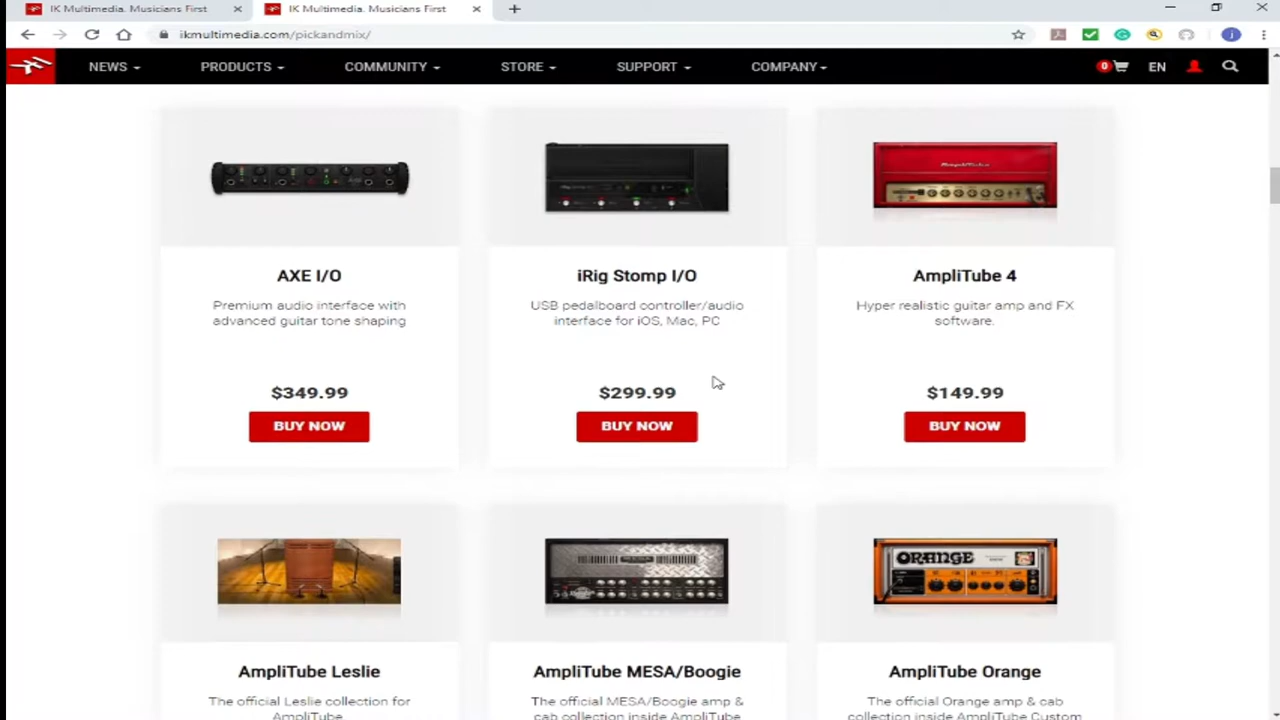 IK Multimedia. Musicians First
IK Multimedia. Musicians First
ikmultimedia.com/pickandmix/
NEWS
PRODUCTS
COMMUNITY
STORE
SUPPORT
COMPANY
0
EN
AXE I/O
Premium audio interface with
advanced guitar tone shaping
$349.99
BUY NOW
iRig Stomp I/O
USB pedalboard controller/audio
interface for iOS, Mac, PC
$299.99
BUY NOW
AmpliTube
AmpliTube 4
Hyper realistic guitar amp and FX
software.
$149.99
BUY NOW
AmpliTube Leslie
The official Leslie collection for
AmpliTube
AmpliTube MESA/Boogie
The official MESA/Boogie amp &
cab collection inside AmpliTube
ORANGE
AmpliTube Orange
The official Orange amp & cab
collection inside AmpliTube Custom